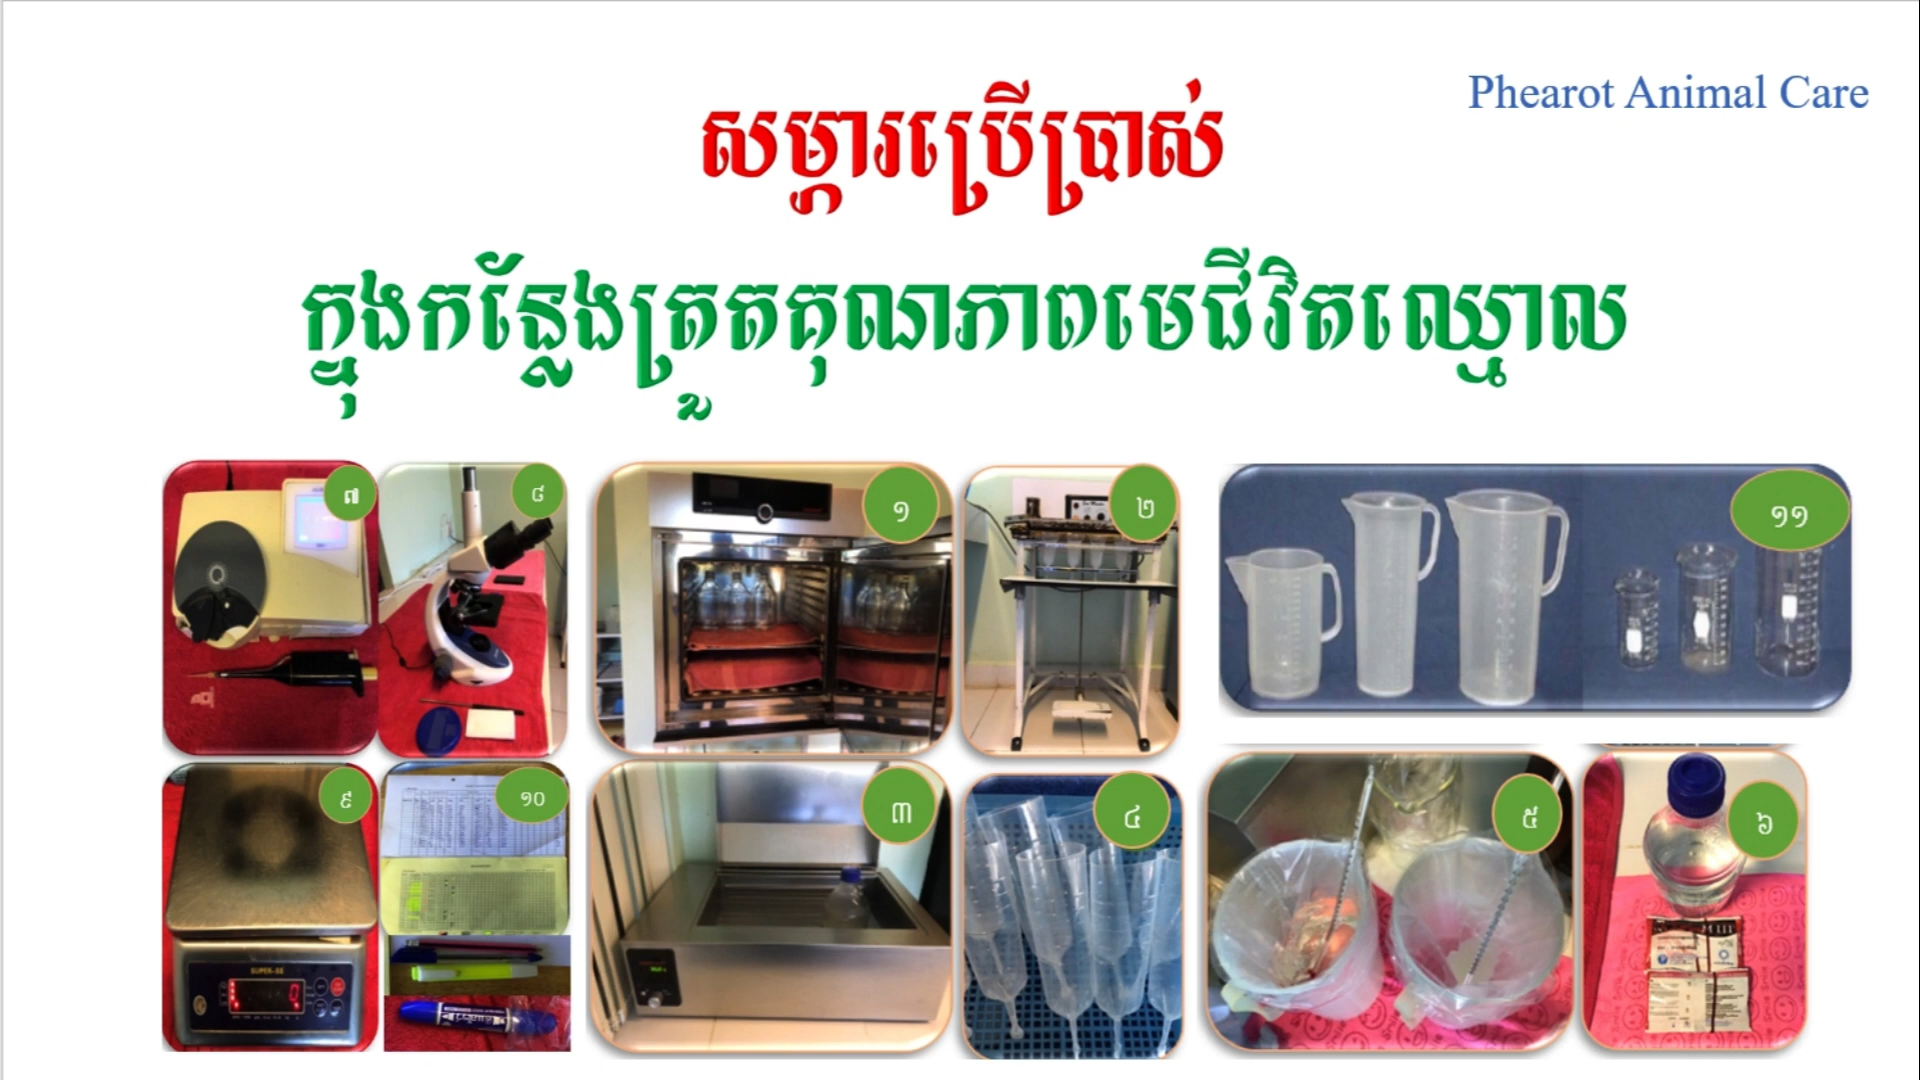 Phearot Animal Care
សម្ភារប្រើប្រាស់
ក្នុងកន្លែងត្រួតគុណភាពមេជីវិតឈ្មោល
៧
៨
១
២
១១
៩
១០
៣
៤
៥
៦
SUPER-SS